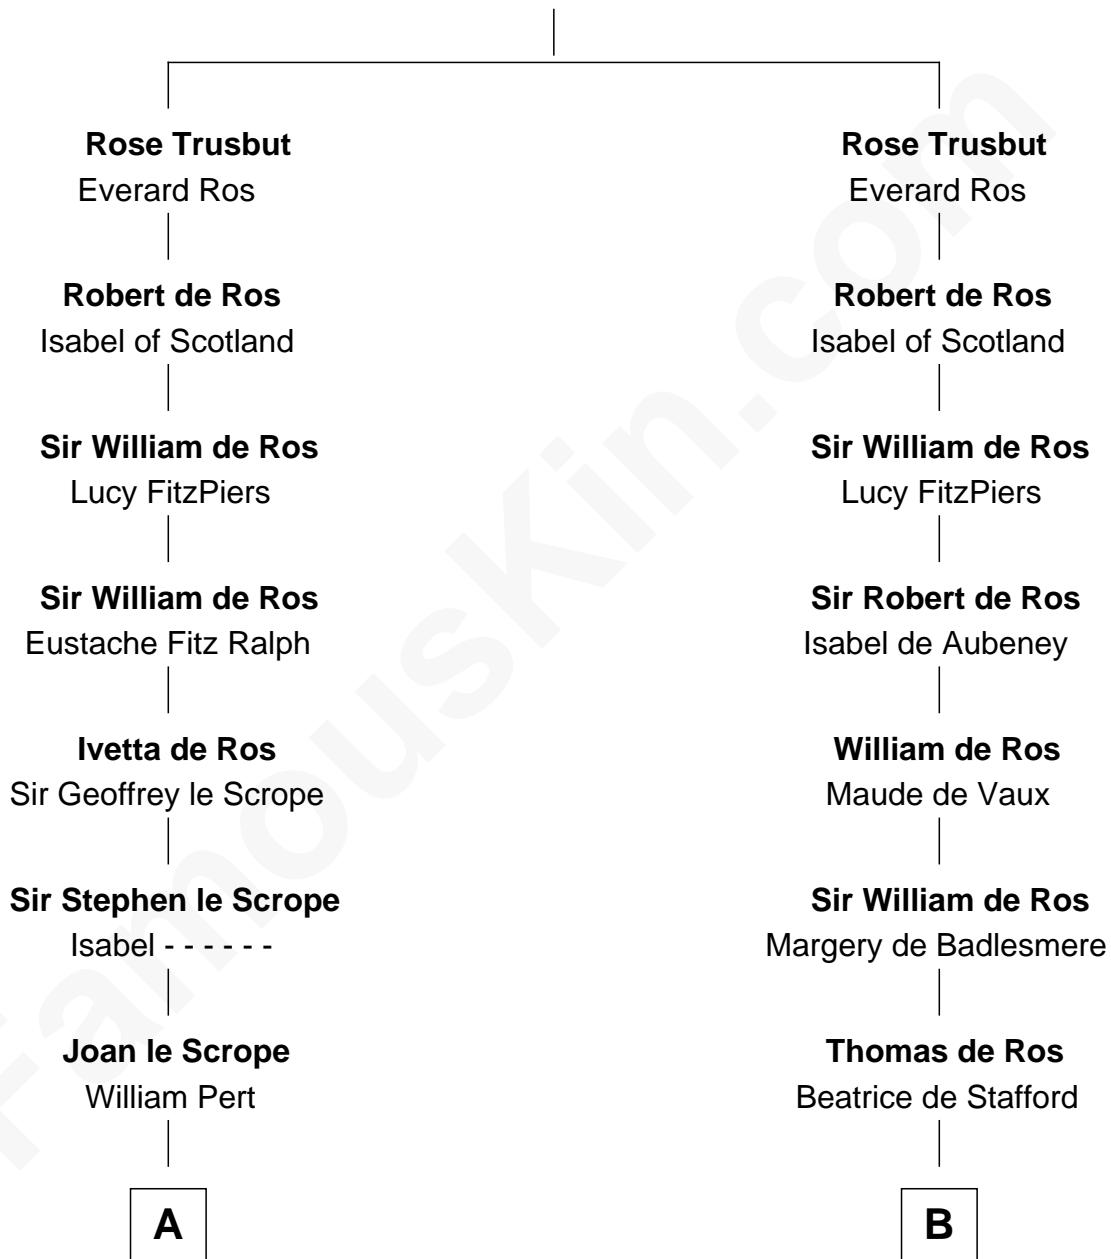 Rose Trusbut
Everard Ros
Robert de Ros
Isabel of Scotland
Sir William de Ros
Lucy FitzPiers
Sir William de Ros
Eustache Fitz Ralph
Ivetta de Ros
Sir Geoffrey le Scrope
Sir Stephen le Scrope
Isabel - - - - - -
Joan le Scrope
William Pert
A
Rose Trusbut
Everard Ros
Robert de Ros
Isabel of Scotland
Sir William de Ros
Lucy FitzPiers
Sir Robert de Ros
Isabel de Aubeney
William de Ros
Maude de Vaux
Sir William de Ros
Margery de Badlesmere
Thomas de Ros
Beatrice de Stafford
B
FamousKin.com